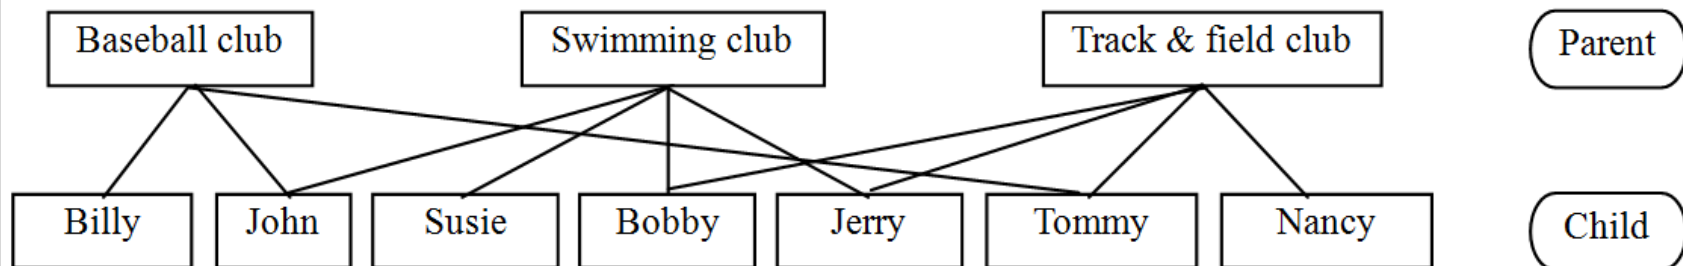 Baseball club
Swimming club
Track & field club
Parent
Billy
John
Susie
Bobby
Jerry
Tommy
Nancy
Child